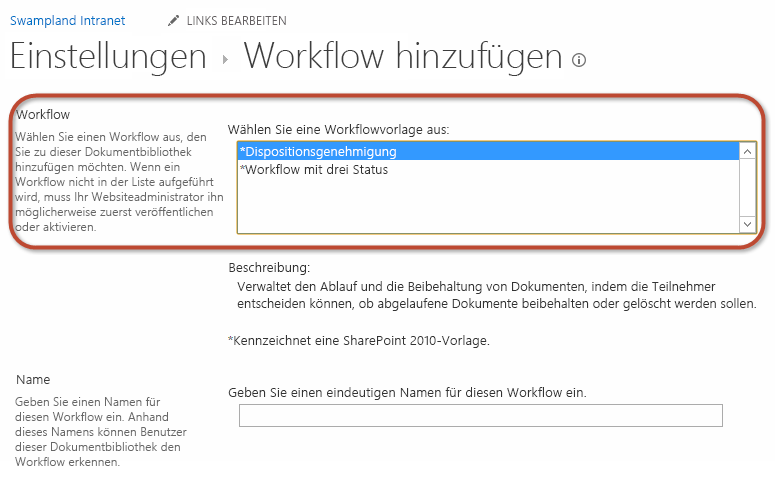 Swampland Intranet
LINKS BEARBEITEN
Einstellungen ▸ Workflow hinzufügen
Workflow
Wählen Sie einen Workflow aus, den
Sie zu dieser Dokumentbibliothek
hinzufügen möchten. Wenn ein
Workflow nicht in der Liste aufgeführt
wird, muss Ihr Websiteadministrator ihn
möglicherweise zuerst veröffentlichen
oder aktivieren.
Wählen Sie eine Workflowvorlage aus:
*Dispositionsgenehmigung
*Workflow mit drei Status
Beschreibung:
Verwaltet den Ablauf und die Beibehaltung von Dokumenten, indem die Teilnehmer
entscheiden können, ob abgelaufene Dokumente beibehalten oder gelöscht werden sollen.
*Kennzeichnet eine SharePoint 2010-Vorlage.
Name
Geben Sie einen Namen für
diesen Workflow ein. Anhand
dieses Namens können Benutzer
dieser Dokumentbibliothek den
Workflow erkennen.
Geben Sie einen eindeutigen Namen für diesen Workflow ein.